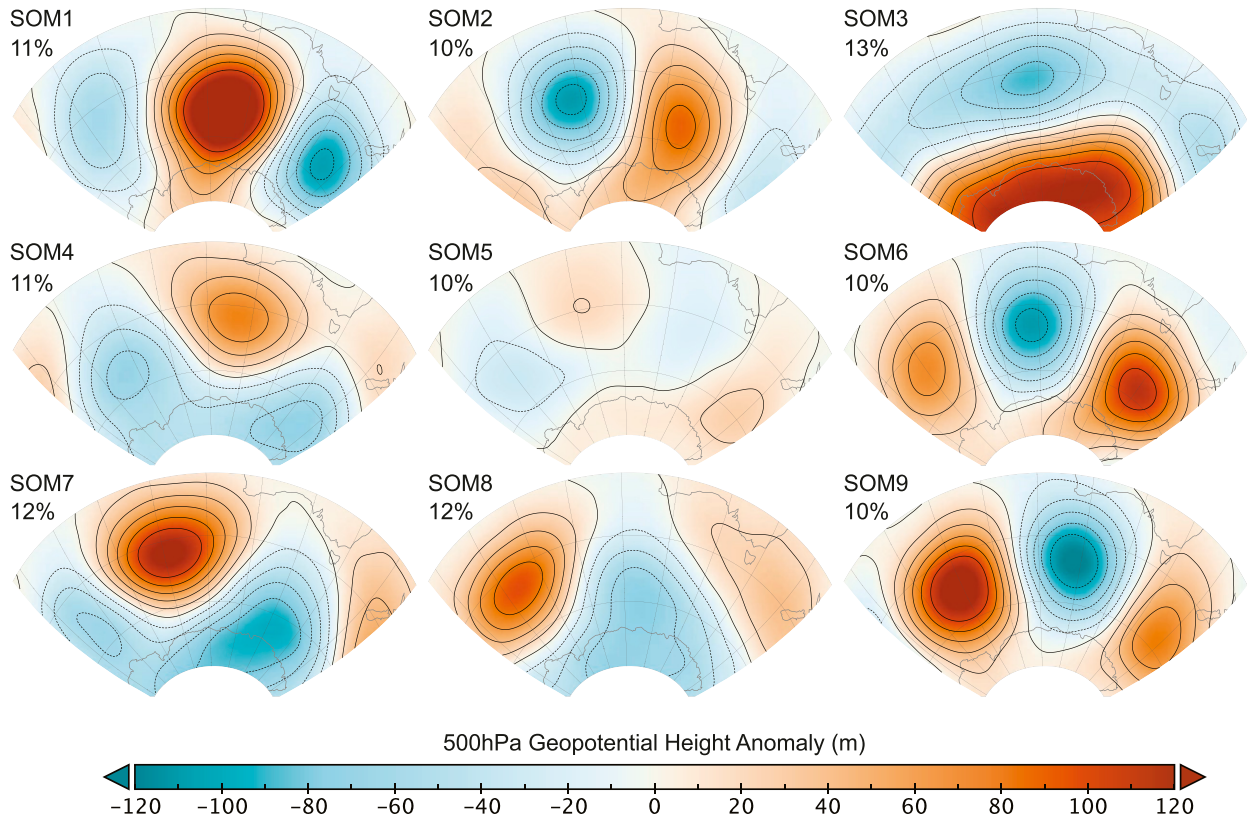 SOM1
11%
SOM2
10%
SOM3
13%
SOM4
11%
SOM5
10%
SOM6
10%
SOM7
12%
SOM8
12%
SOM9
10%
500hPa Geopotential Height Anomaly (m)
−120 −100 −80 −60 −40 −20 0 20 40 60 80 100 120